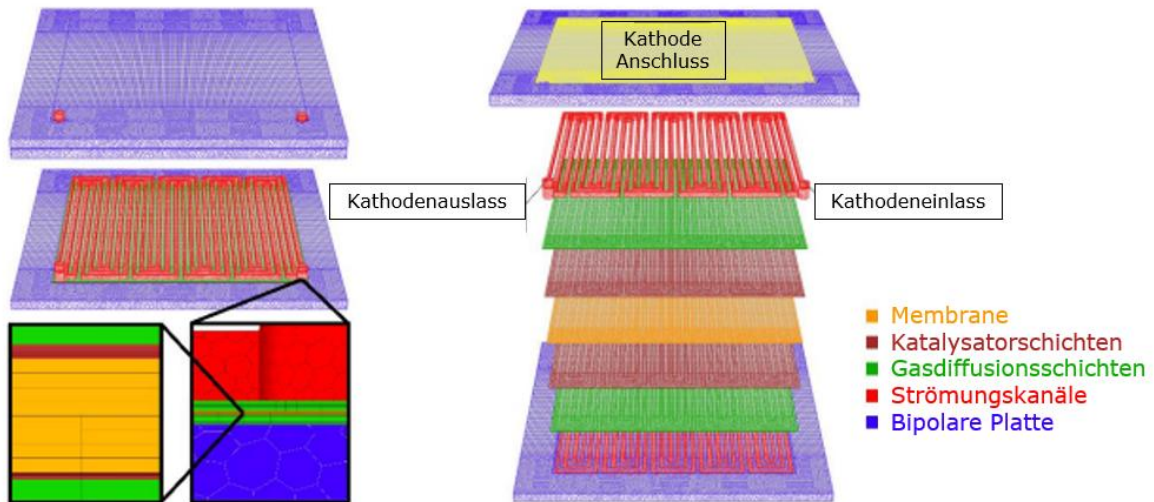 Kathode
Anschluss
Kathodenauslass
Kathodeneinlass
Membrane
Katalysatorschichten
Gasdiffusionsschichten
Strömungskanäle
Bipolare Platte